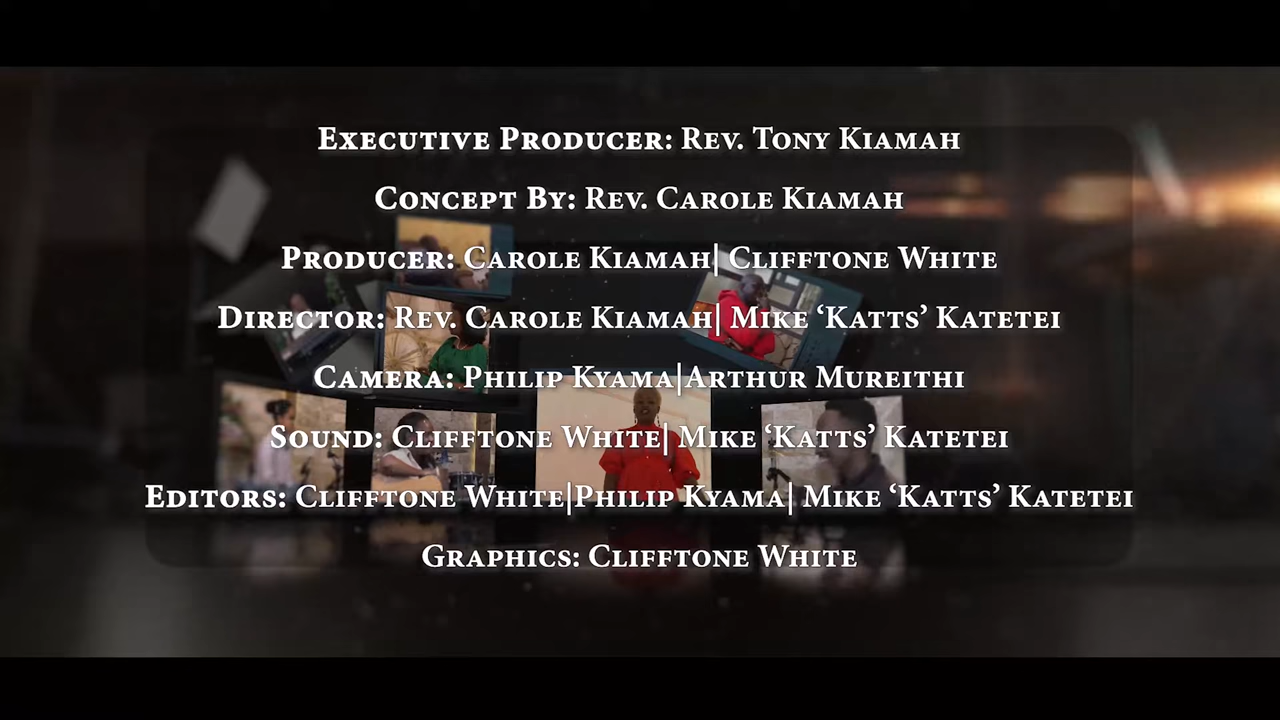 Executive Producer: Rev. Tony Kiamah
Concept By: Rev. Carole Kiamah
Producer: Carole Kiamah| Clifftone White
Director: Rev. Carole Kiamah| Mike ‘Katts’ Katetei
Camera: Philip Kyama|Arthur Mureithi
Sound: Clifftone White| Mike ‘Katts’ Katetei
Editors: Clifftone White|Philip Kyama| Mike ‘Katts’ Katetei
Graphics: Clifftone White